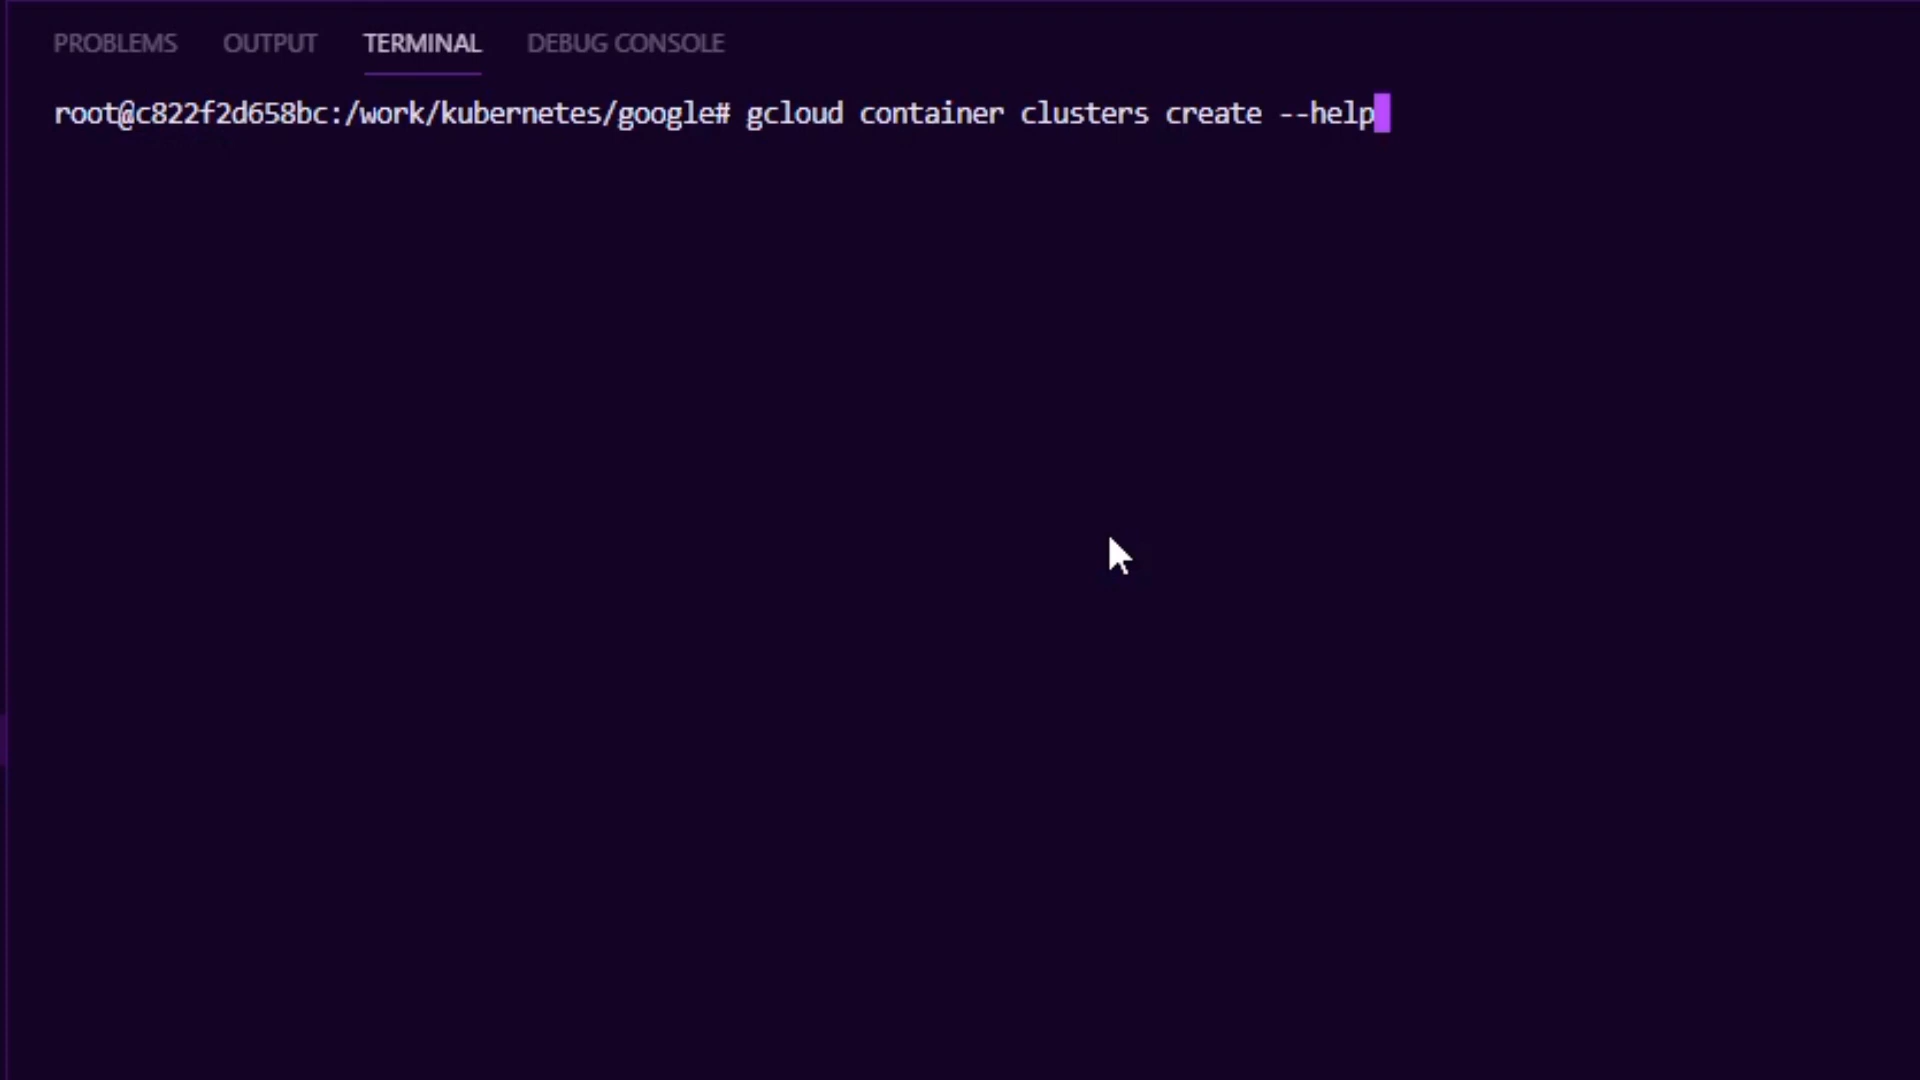 PROBLEMS OUTPUT TERMINAL DEBUG CONSOLE
root@c822f2d658bc:/work/kubernetes/google# gcloud container clusters create --help